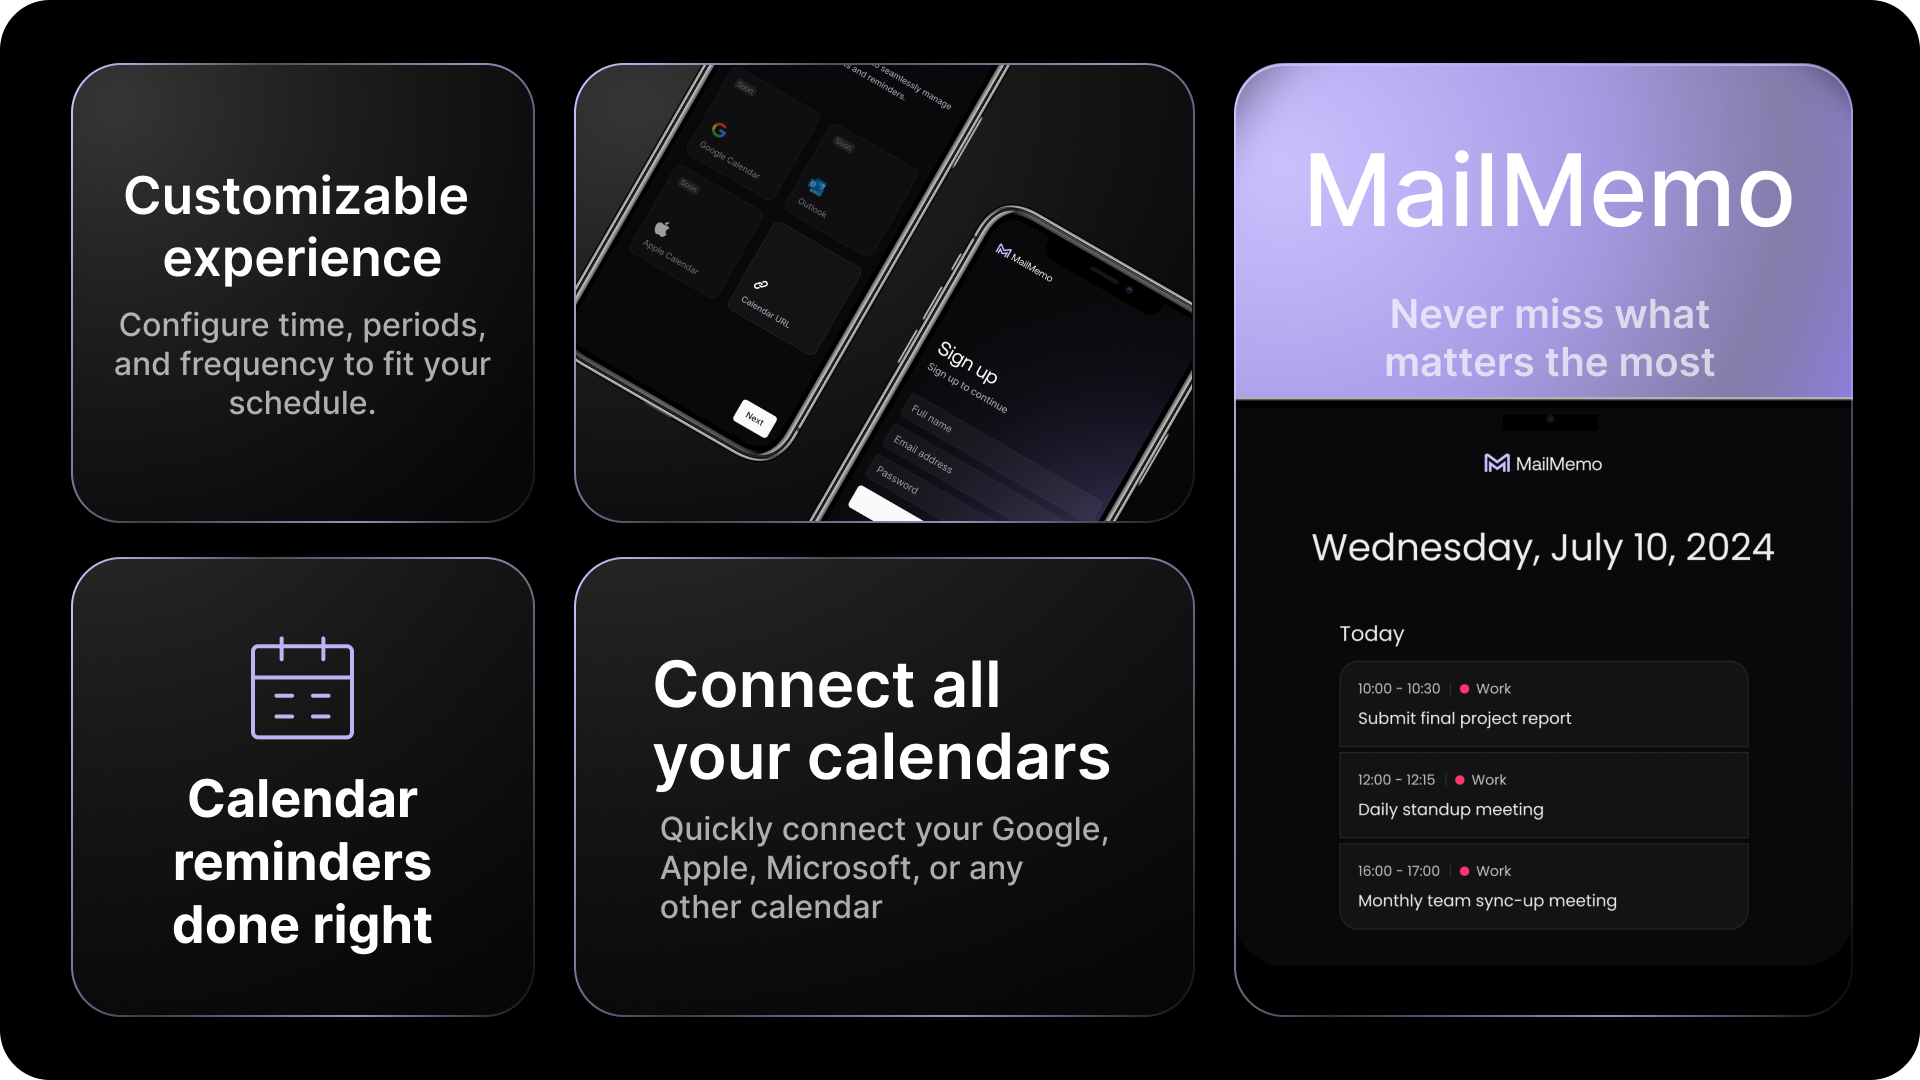 Customizable
experience
Configure time, periods,
and frequency to fit your
schedule.
to seamlessly manage
and reminders.
Soon
Google Calendar
Soon
Outlook
Soon
Apple Calendar
Calendar URL
Next
MailMemo
Sign up
Sign up to continue
Full name
Email address
Password
MailMemo
Never miss what
matters the most
MailMemo
Wednesday, July 10, 2024
Today
10:00 - 10:30 | Work
Submit final project report
12:00 - 12:15 | Work
Daily standup meeting
16:00 - 17:00 | Work
Monthly team sync-up meeting
Calendar
reminders
done right
Connect all
your calendars
Quickly connect your Google,
Apple, Microsoft, or any
other calendar